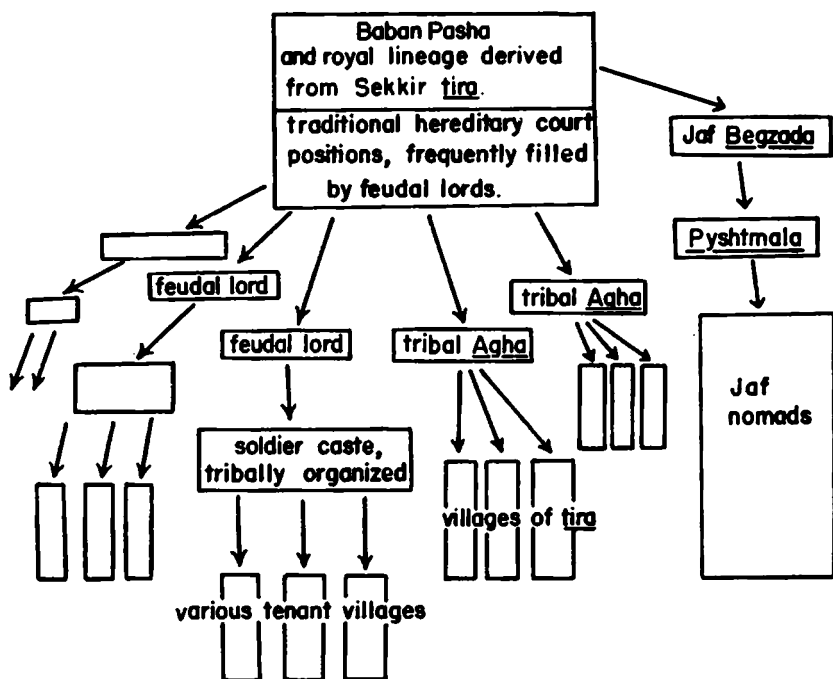 Baban Pasha
and royal lineage derived
from Sekkir tira.
traditional hereditary court
positions, frequently filled
by feudal lords.
Jaf Begzada
Pyshtmala
feudal lord
tribal Agha
feudal lord
tribal Agha
Jaf
nomads
soldier caste,
tribally organized
villages of tira
various tenant villages